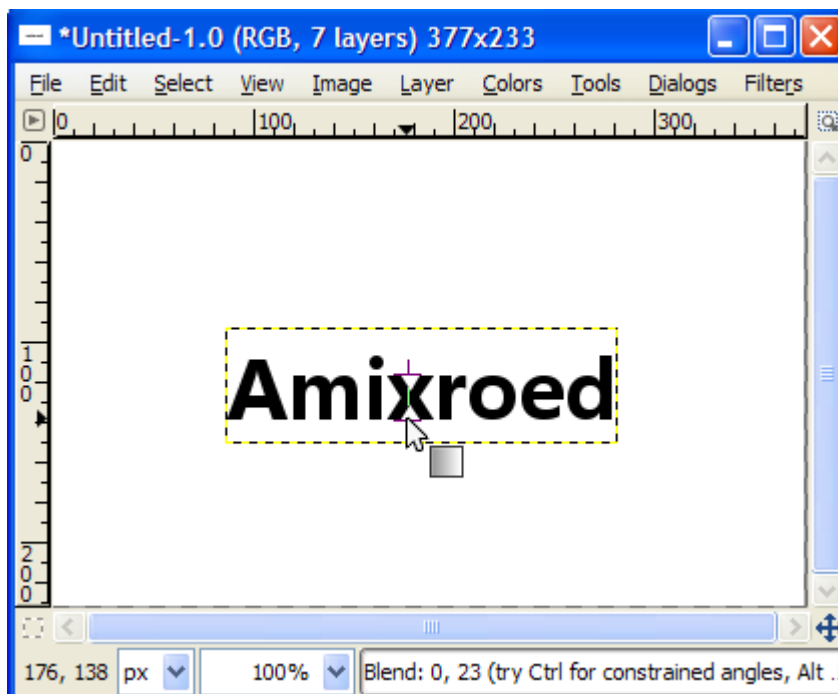 *Untitled-1.0 (RGB, 7 layers) 377x233
File Edit Select View Image Layer Colors Tools Dialogs Filters
0 100 200 300
0
100
200
Amixroed
176, 138 px 100% Blend: 0, 23 (try Ctrl for constrained angles, Alt ..